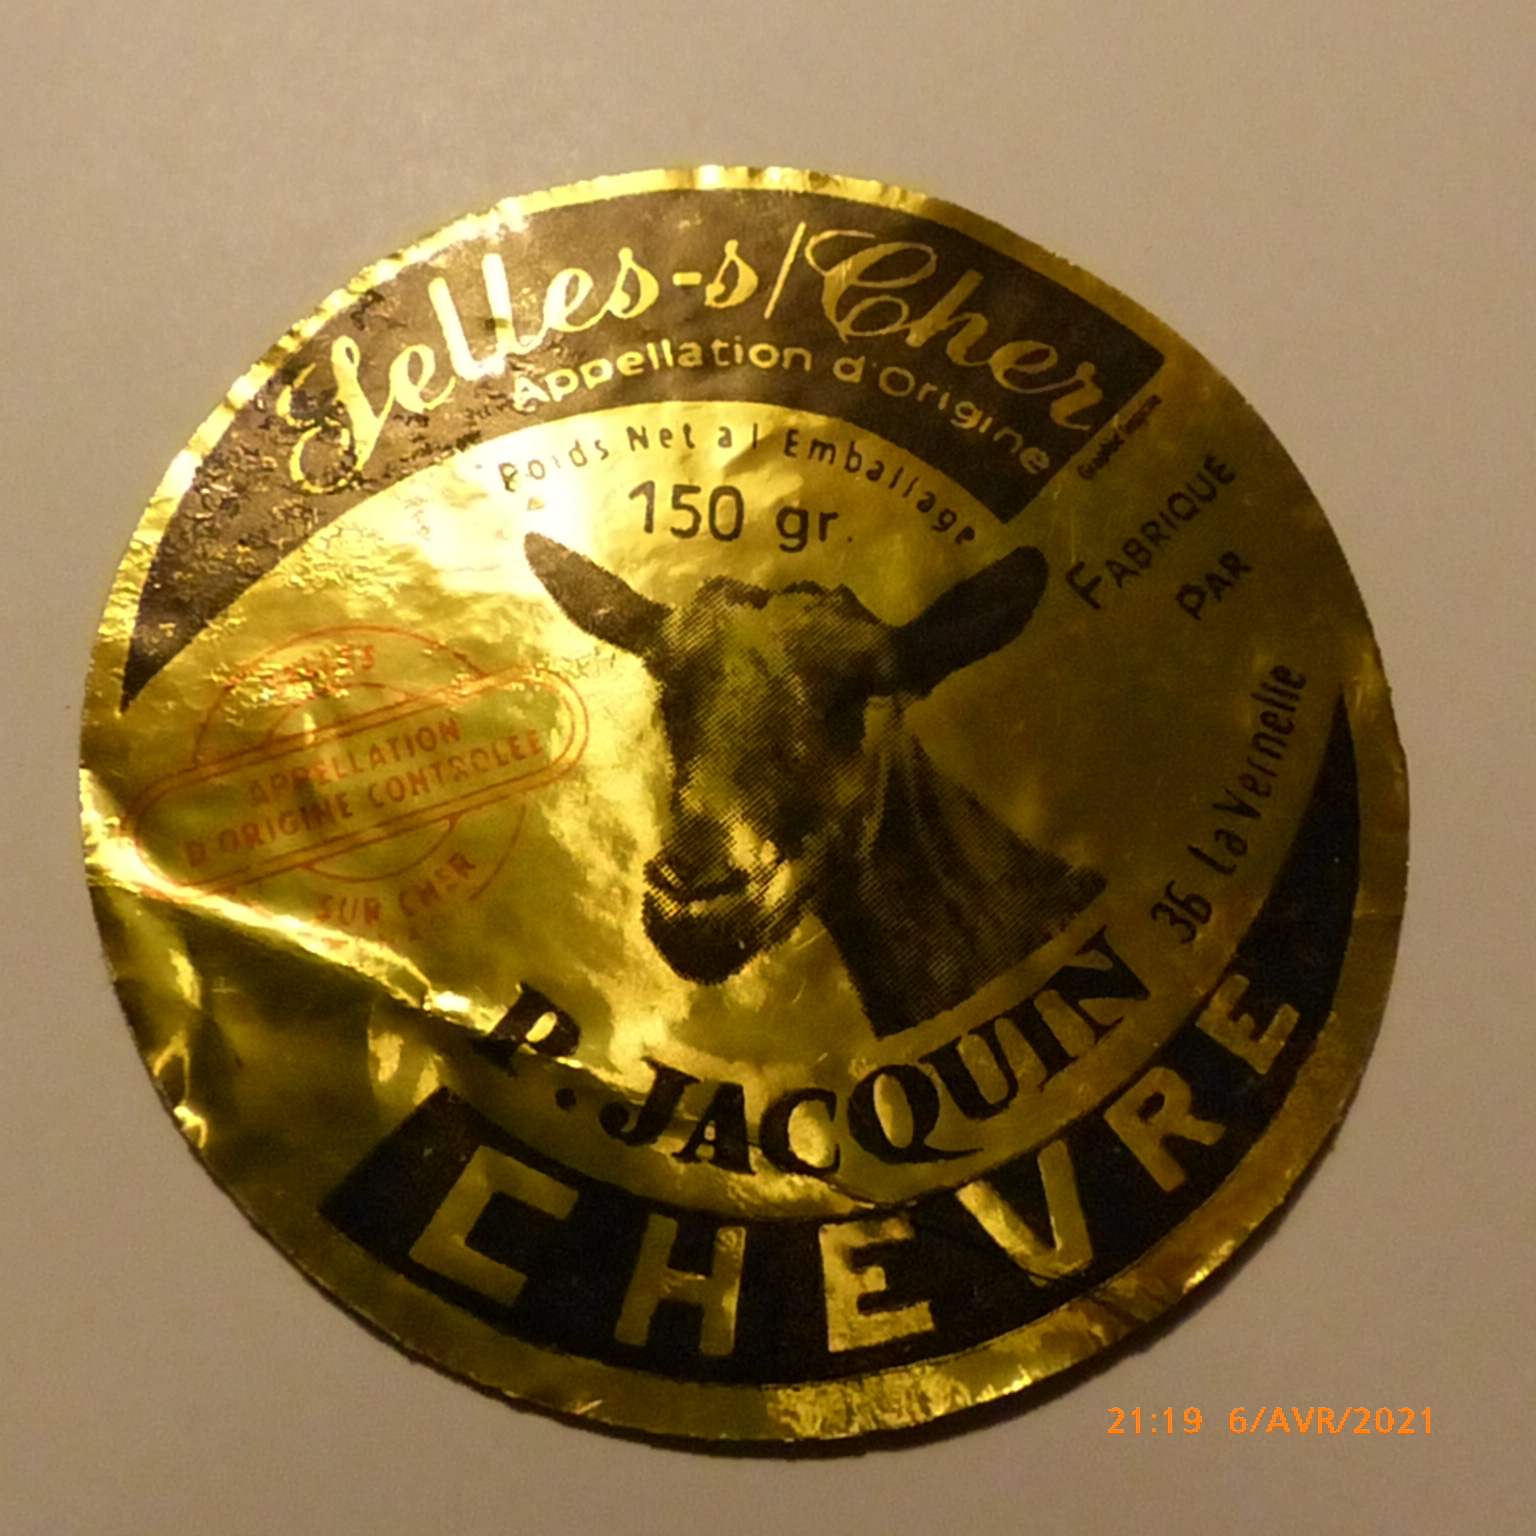 Selles-s/Cher
Appellation d'Origine
Poids Net à l'Emballage
150 gr.
FABRIQUE
PAR
SELLES
APPELLATION
D'ORIGINE CONTROLEE
SUR CHER
P. JACQUIN
36 La Vernelle
CHEVRE
21:19 6/AVR/2021